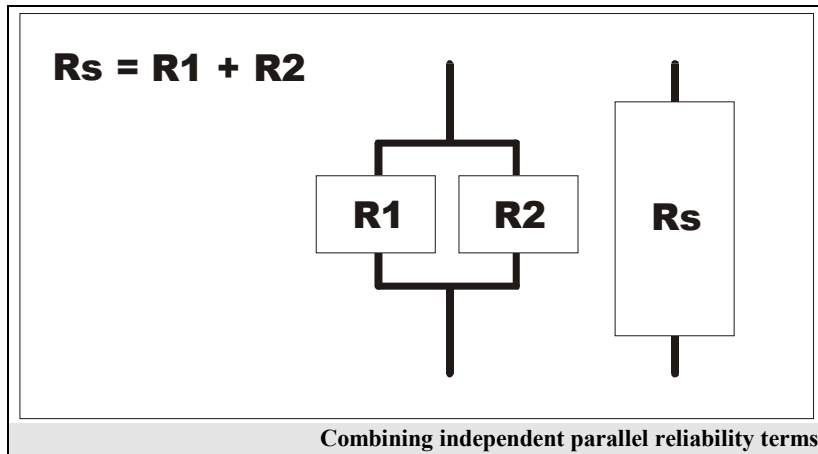 Rs = R1 + R2
R1
R2
Rs
Combining independent parallel reliability terms